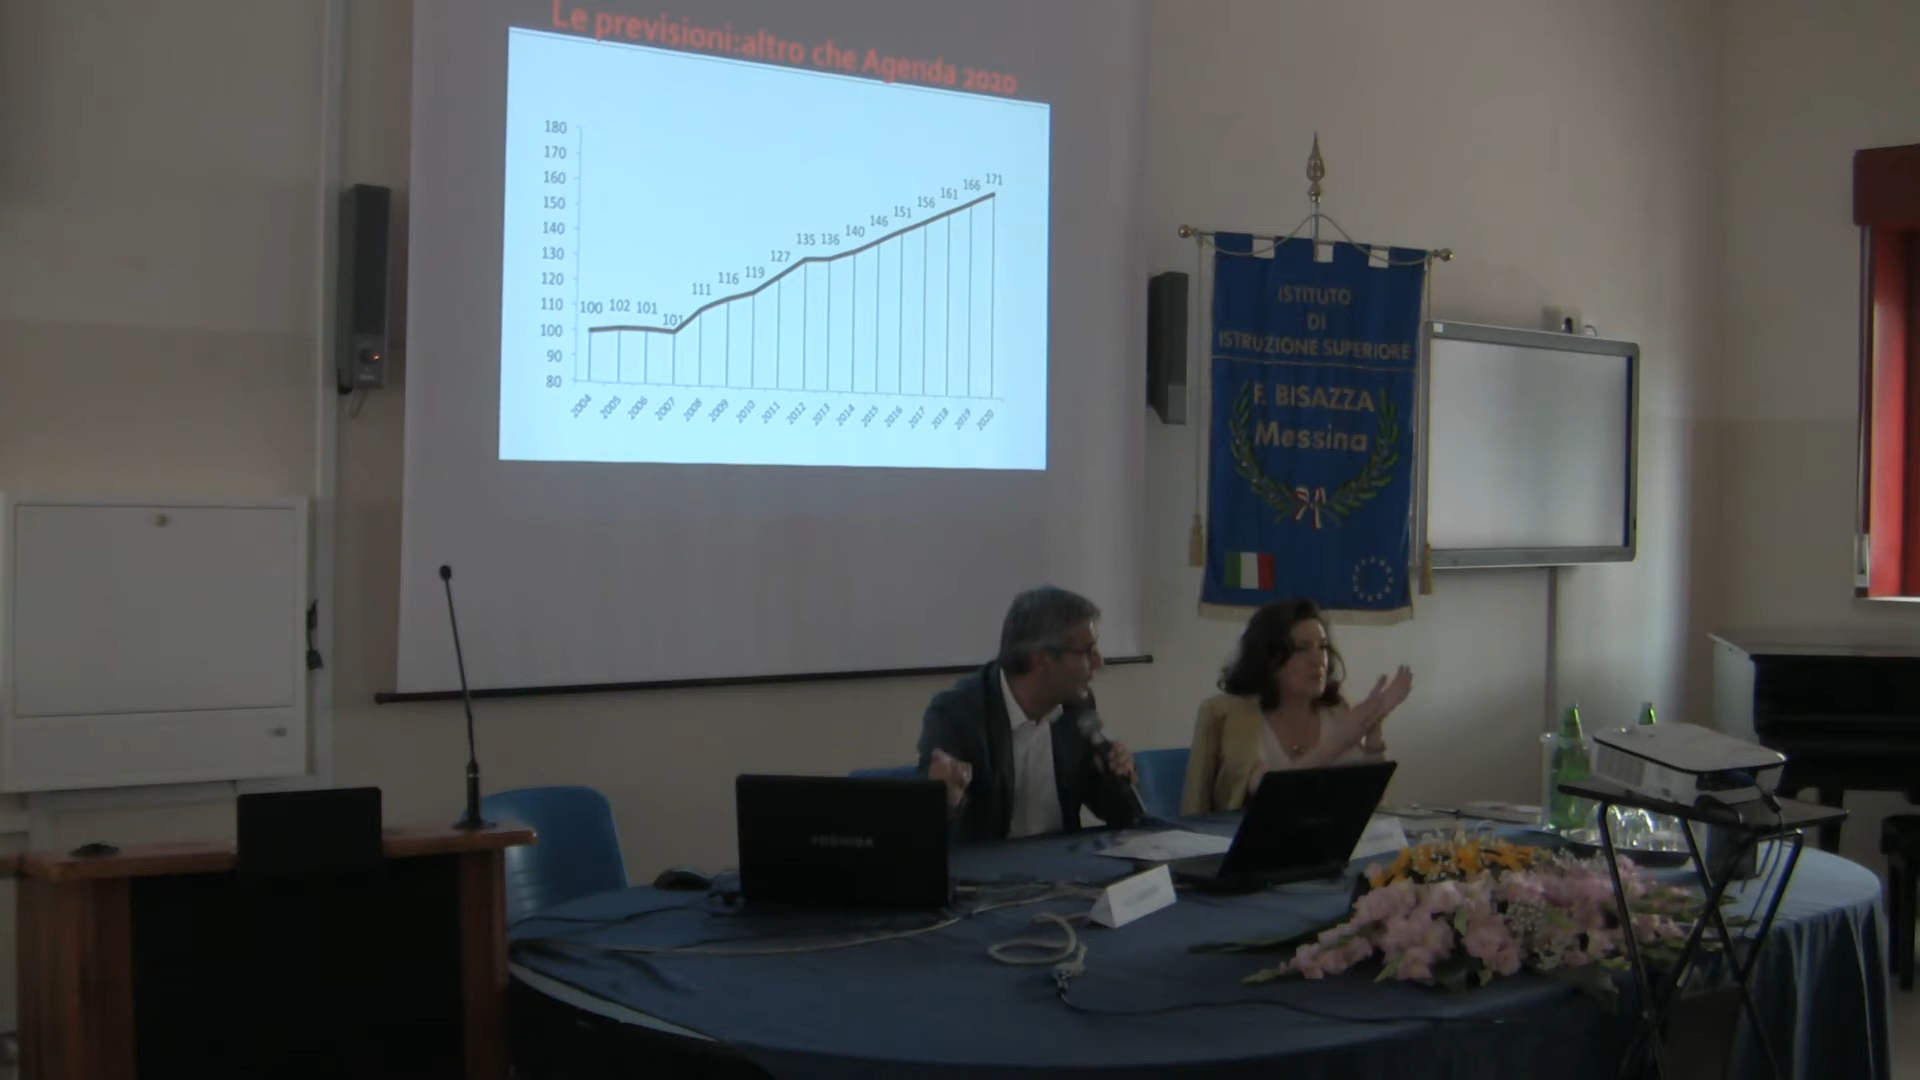 Le previsioni:altro che Agenda 2020
180
170
160
150
140
130
120
110
100
90
80
100 102 101 101 111 116 119 127 135 136 140 146 151 156 161 166 171
2004 2005 2006 2007 2008 2009 2010 2011 2012 2013 2014 2015 2016 2017 2018 2019 2020
ISTITUTO
DI
ISTRUZIONE SUPERIORE
F. BISAZZA
Messina
TOSHIBA